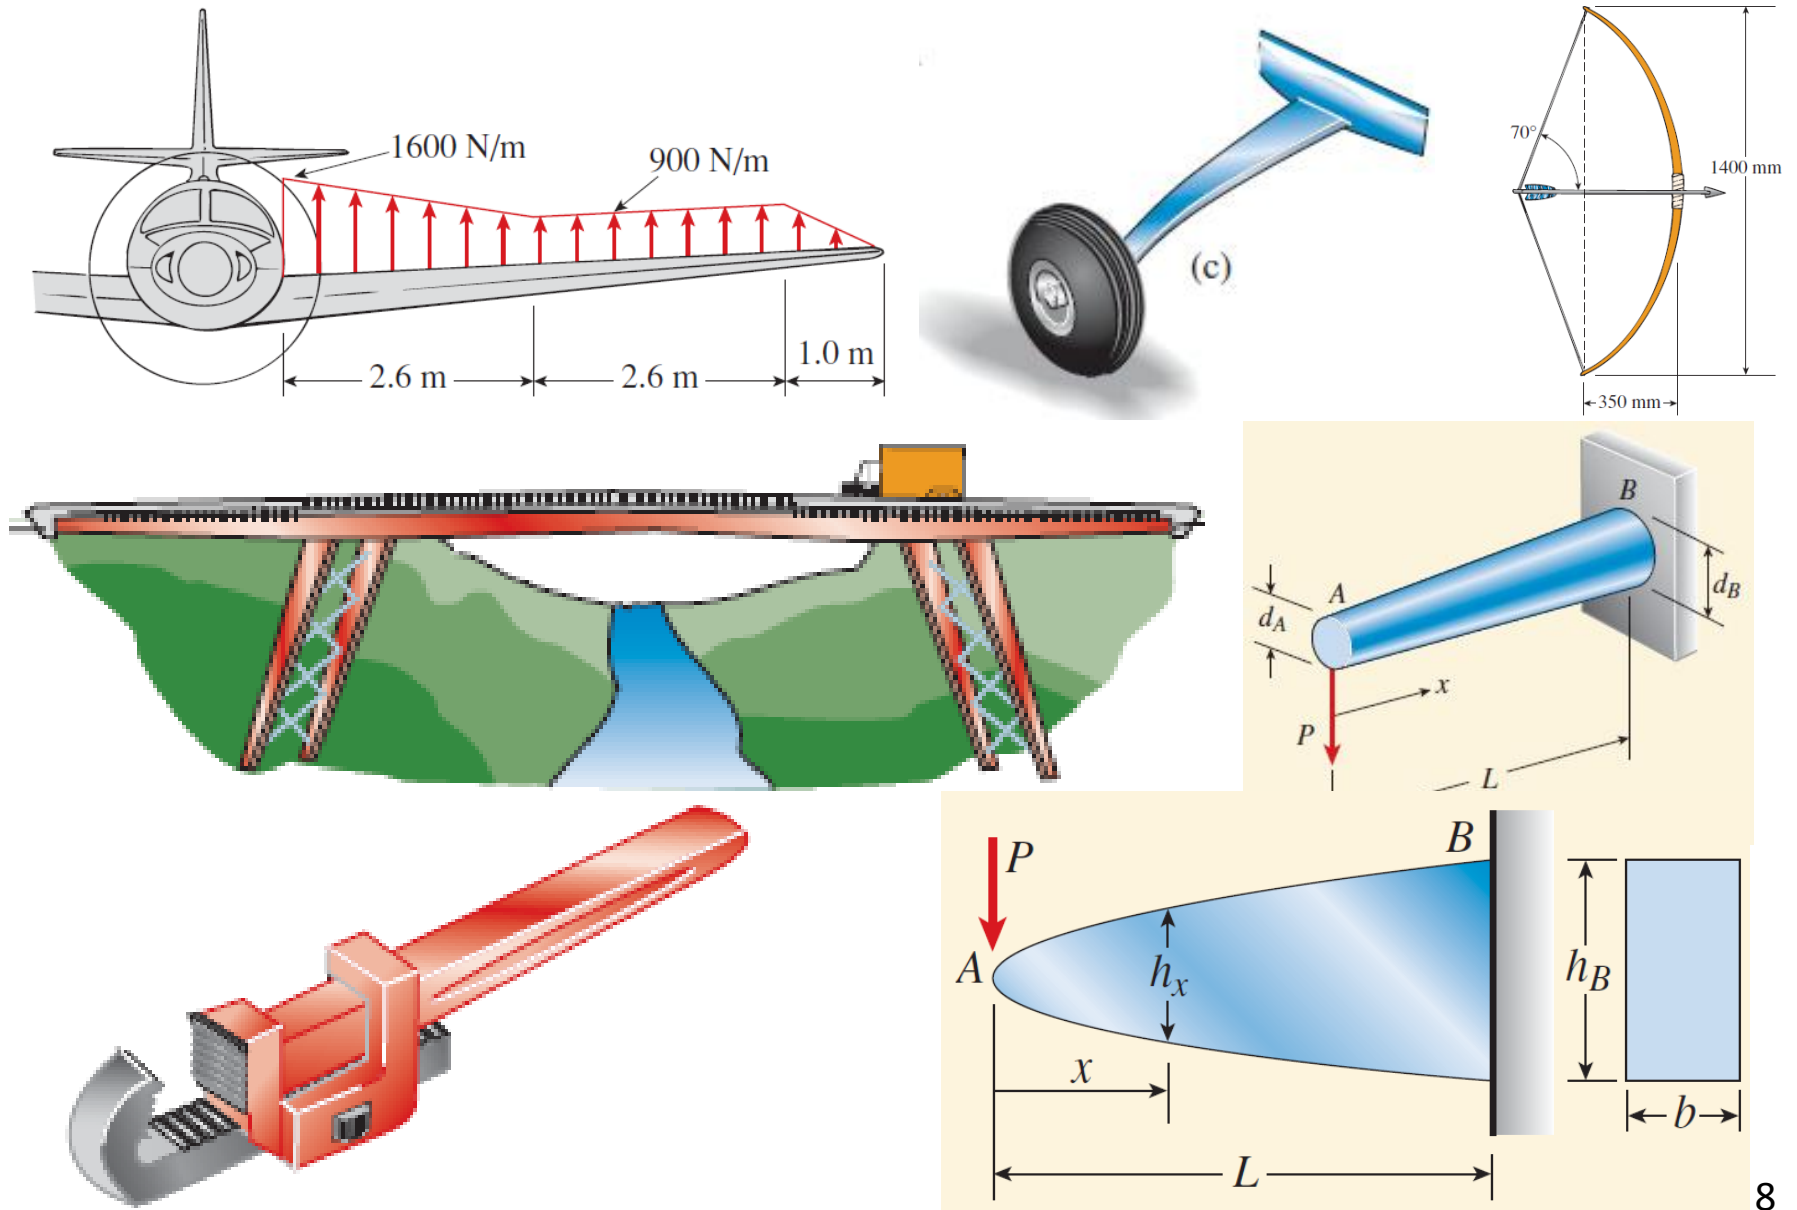 1600 N/m
900 N/m
2.6 m
2.6 m
1.0 m
(c)
70°
1400 mm
350 mm
A
B
d_A
d_B
x
P
L
P
A
B
h_x
h_B
x
b
L
8